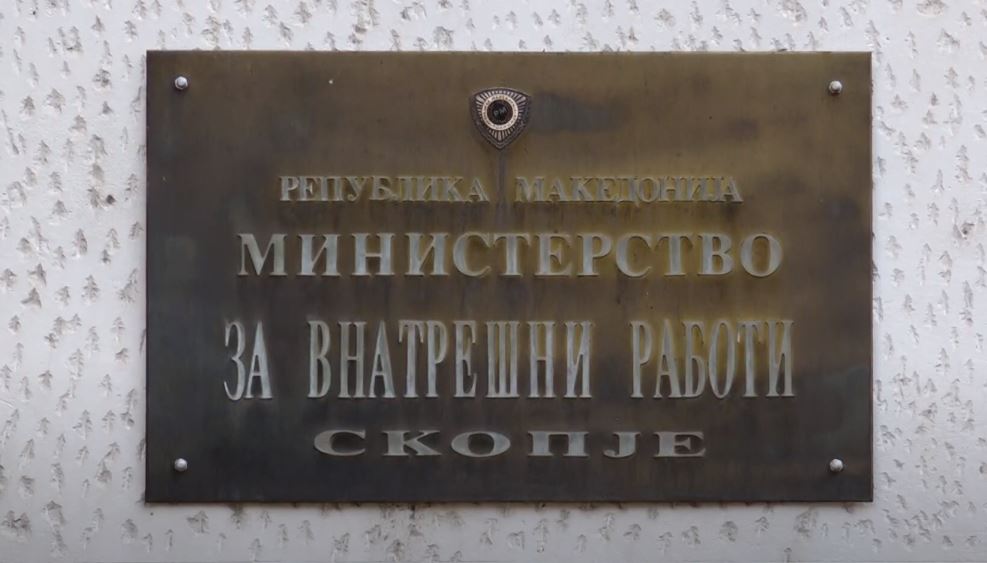 РЕПУБЛИКА МАКЕДОНИЈА
МИНИСТЕРСТВО
ЗА ВНАТРЕШНИ РАБОТИ
СКОПЈЕ